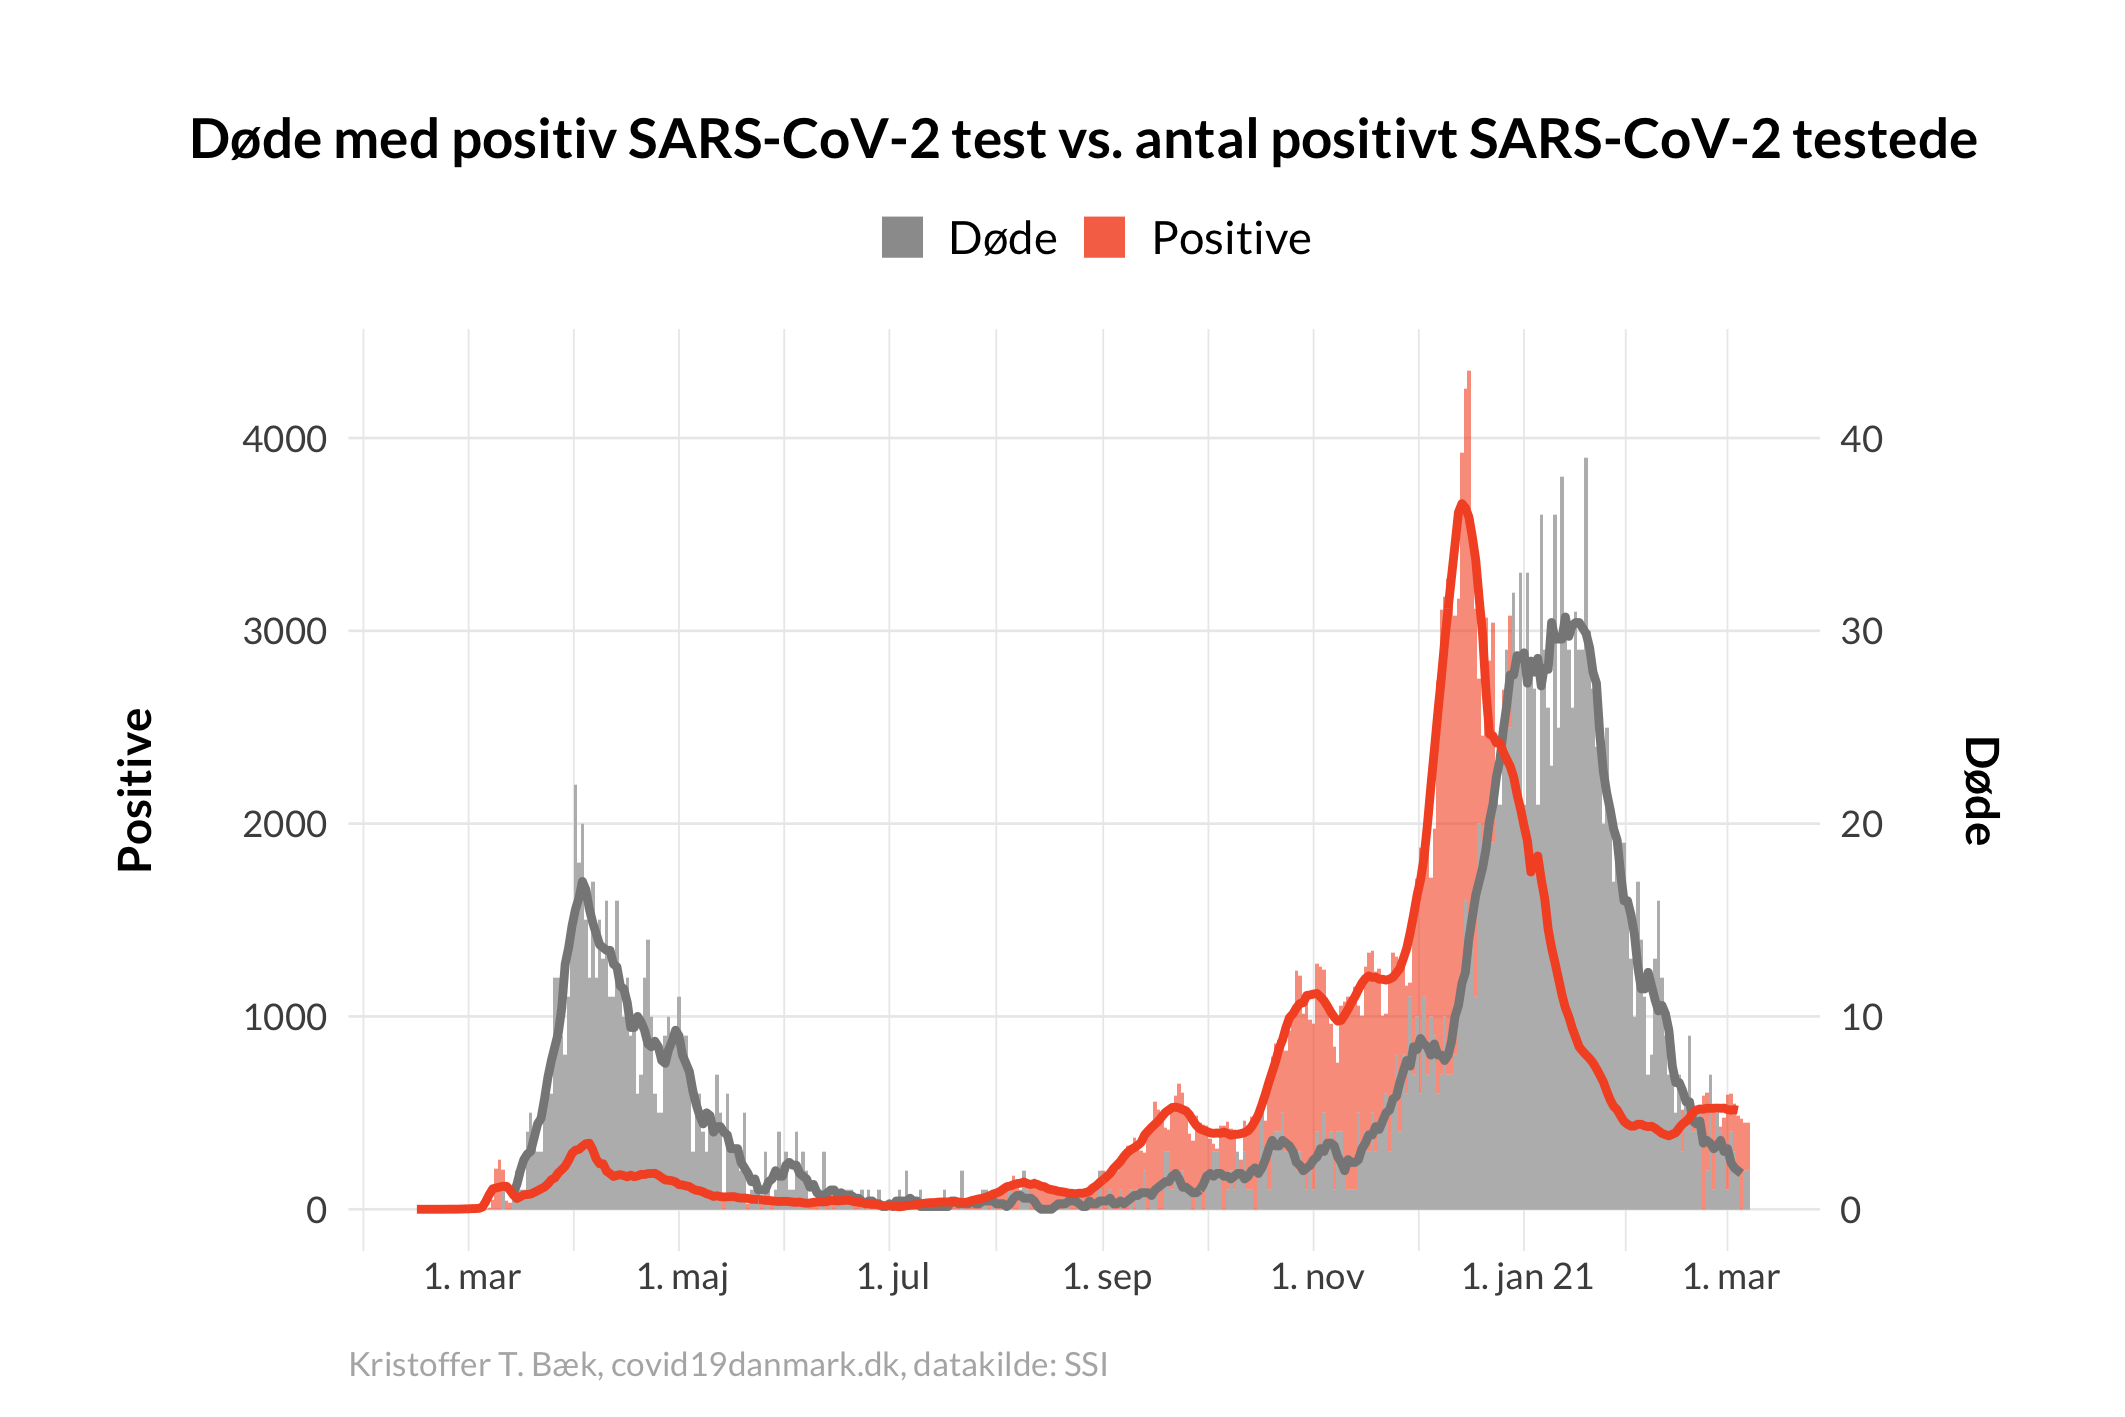 Døde med positiv SARS-CoV-2 test vs. antal positivt SARS-CoV-2 testede
Døde Positive
4000 40
3000 30
2000 20
1000 10
0 0
Positive
Døde
1. mar 1. maj 1. jul 1. sep 1. nov 1. jan 21 1. mar
Kristoffer T. Bæk, covid19danmark.dk, datakilde: SSI